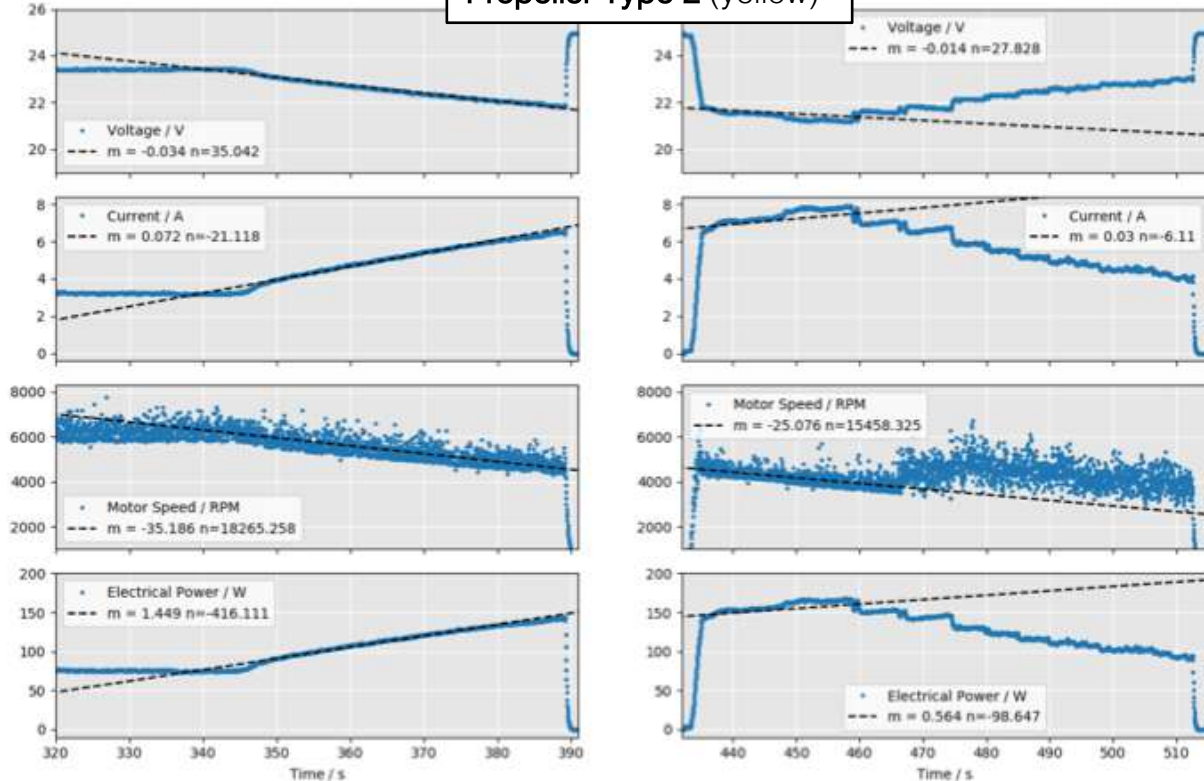 Propeller Type 2 (yellow)
26
24
22
20
Voltage / V
m = -0.034 n=35.042
Voltage / V
m = -0.014 n=27.828
26
24
22
20
8
6
4
2
0
Current / A
m = 0.072 n=-21.118
8
6
4
2
0
Current / A
m = 0.03 n=-6.11
8000
6000
4000
2000
Motor Speed / RPM
m = -35.186 n=18265.258
8000
6000
4000
2000
Motor Speed / RPM
m = -25.076 n=15458.325
200
150
100
50
0
Electrical Power / W
m = 1.449 n=-416.111
320 330 340 350 360 370 380 390
Time / s
200
150
100
50
0
Electrical Power / W
m = 0.564 n=-98.647
440 450 460 470 480 490 500 510
Time / s